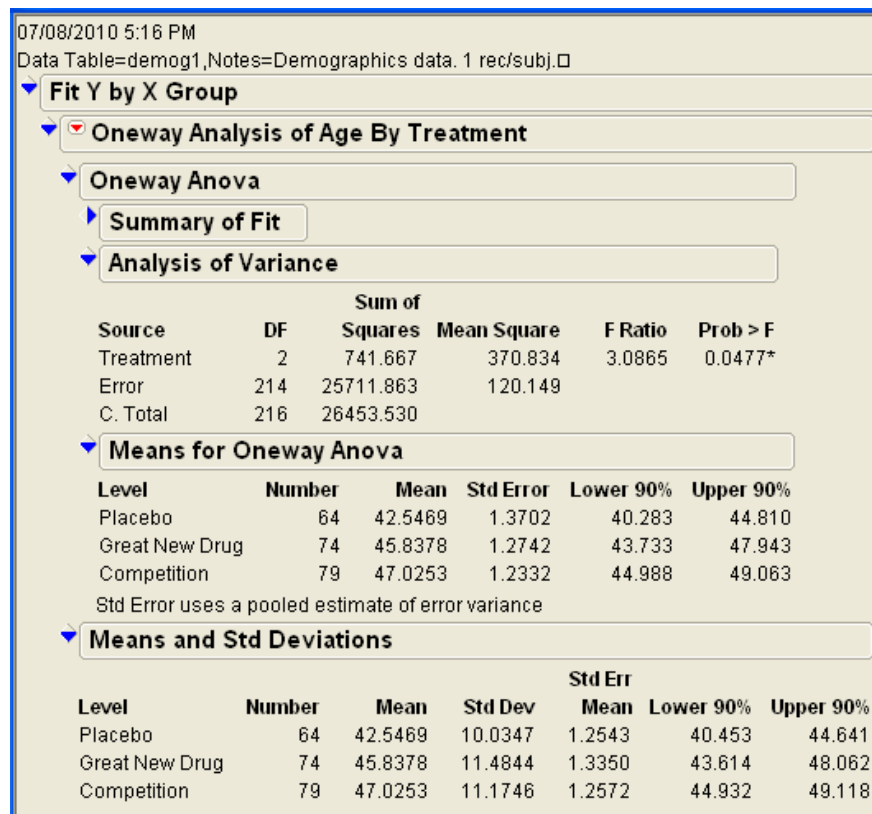 07/08/2010 5:16 PM
Data Table=demog1,Notes=Demographics data. 1 rec/subj.□
Fit Y by X Group
Oneway Analysis of Age By Treatment
Oneway Anova
Summary of Fit
Analysis of Variance
Sum of
Source DF Squares Mean Square F Ratio Prob > F
Treatment 2 741.667 370.834 3.0865 0.0477*
Error 214 25711.863 120.149
C. Total 216 26453.530
Means for Oneway Anova
Level Number Mean Std Error Lower 90% Upper 90%
Placebo 64 42.5469 1.3702 40.283 44.810
Great New Drug 74 45.8378 1.2742 43.733 47.943
Competition 79 47.0253 1.2332 44.988 49.063
Std Error uses a pooled estimate of error variance
Means and Std Deviations
Std Err
Level Number Mean Std Dev Mean Lower 90% Upper 90%
Placebo 64 42.5469 10.0347 1.2543 40.453 44.641
Great New Drug 74 45.8378 11.4844 1.3350 43.614 48.062
Competition 79 47.0253 11.1746 1.2572 44.932 49.118